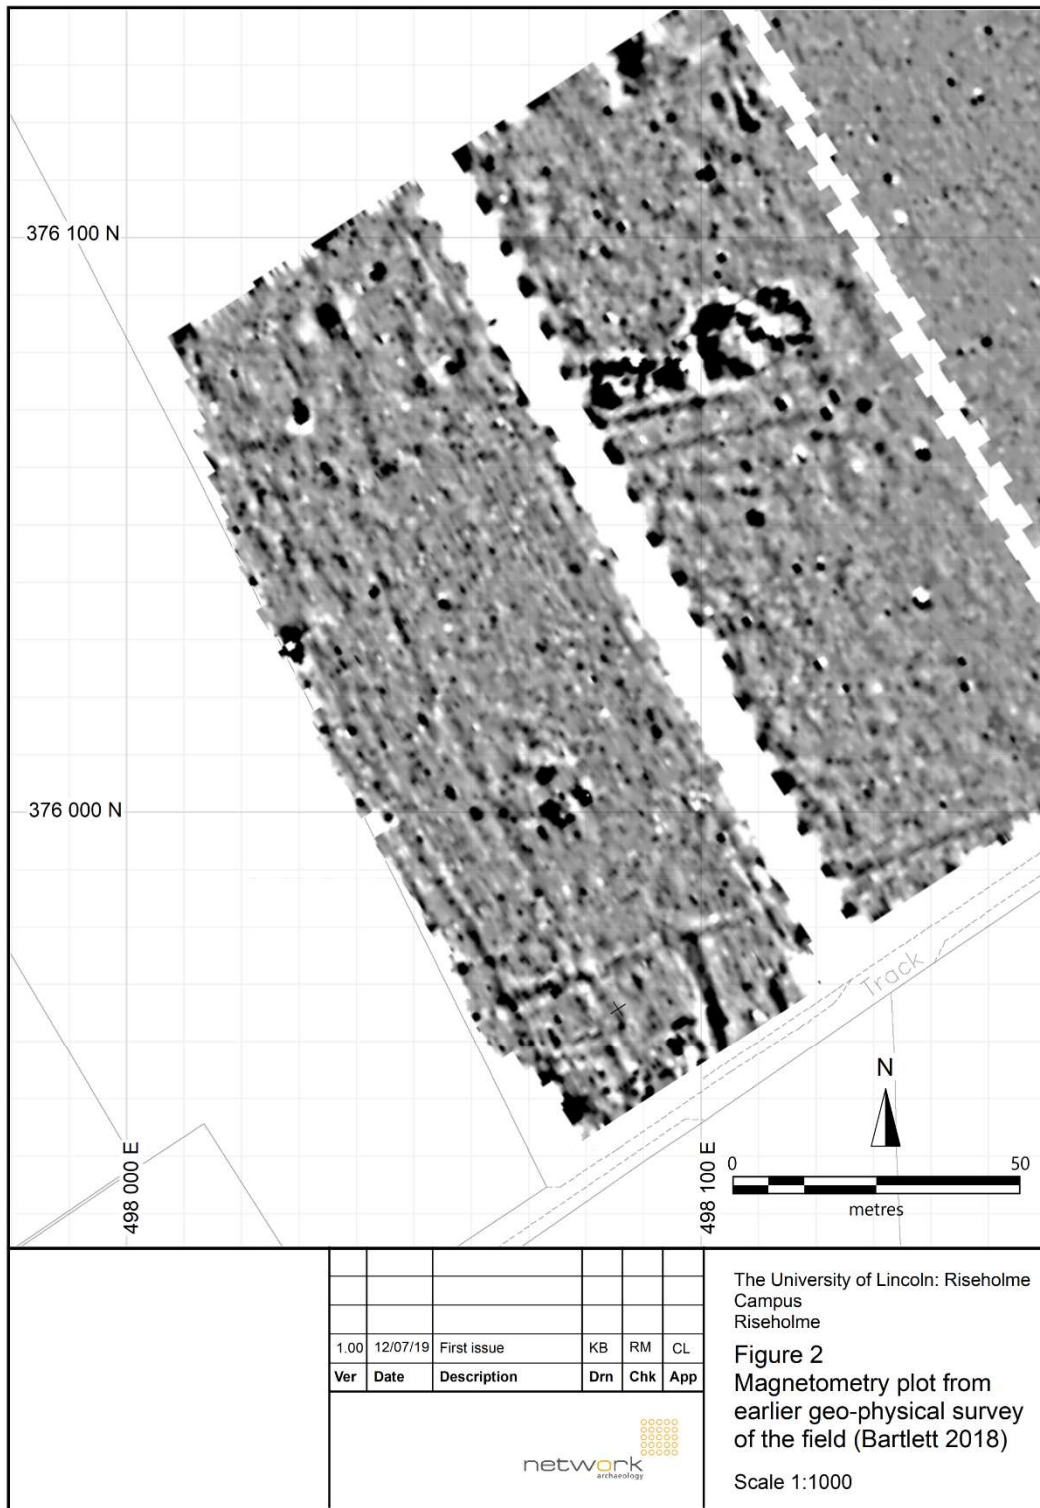 376 100 N
376 000 N
Track
N
498 000 E
498 100 E
0 50
metres
1.00 12/07/19 First issue KB RM CL
Ver Date Description Drn Chk App
network
archaeology
The University of Lincoln: Riseholme
Campus
Riseholme
Figure 2
Magnetometry plot from
earlier geo-physical survey
of the field (Bartlett 2018)
Scale 1:1000